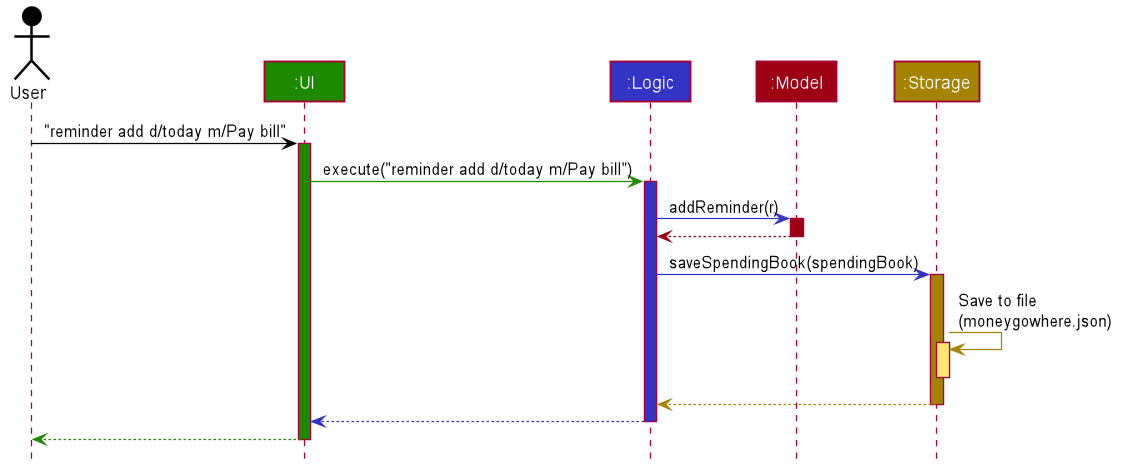 User
:UI
:Logic
:Model
:Storage
"reminder add d/today m/Pay bill"
execute("reminder add d/today m/Pay bill")
addReminder(r)
saveSpendingBook(spendingBook)
Save to file
(moneygowhere.json)